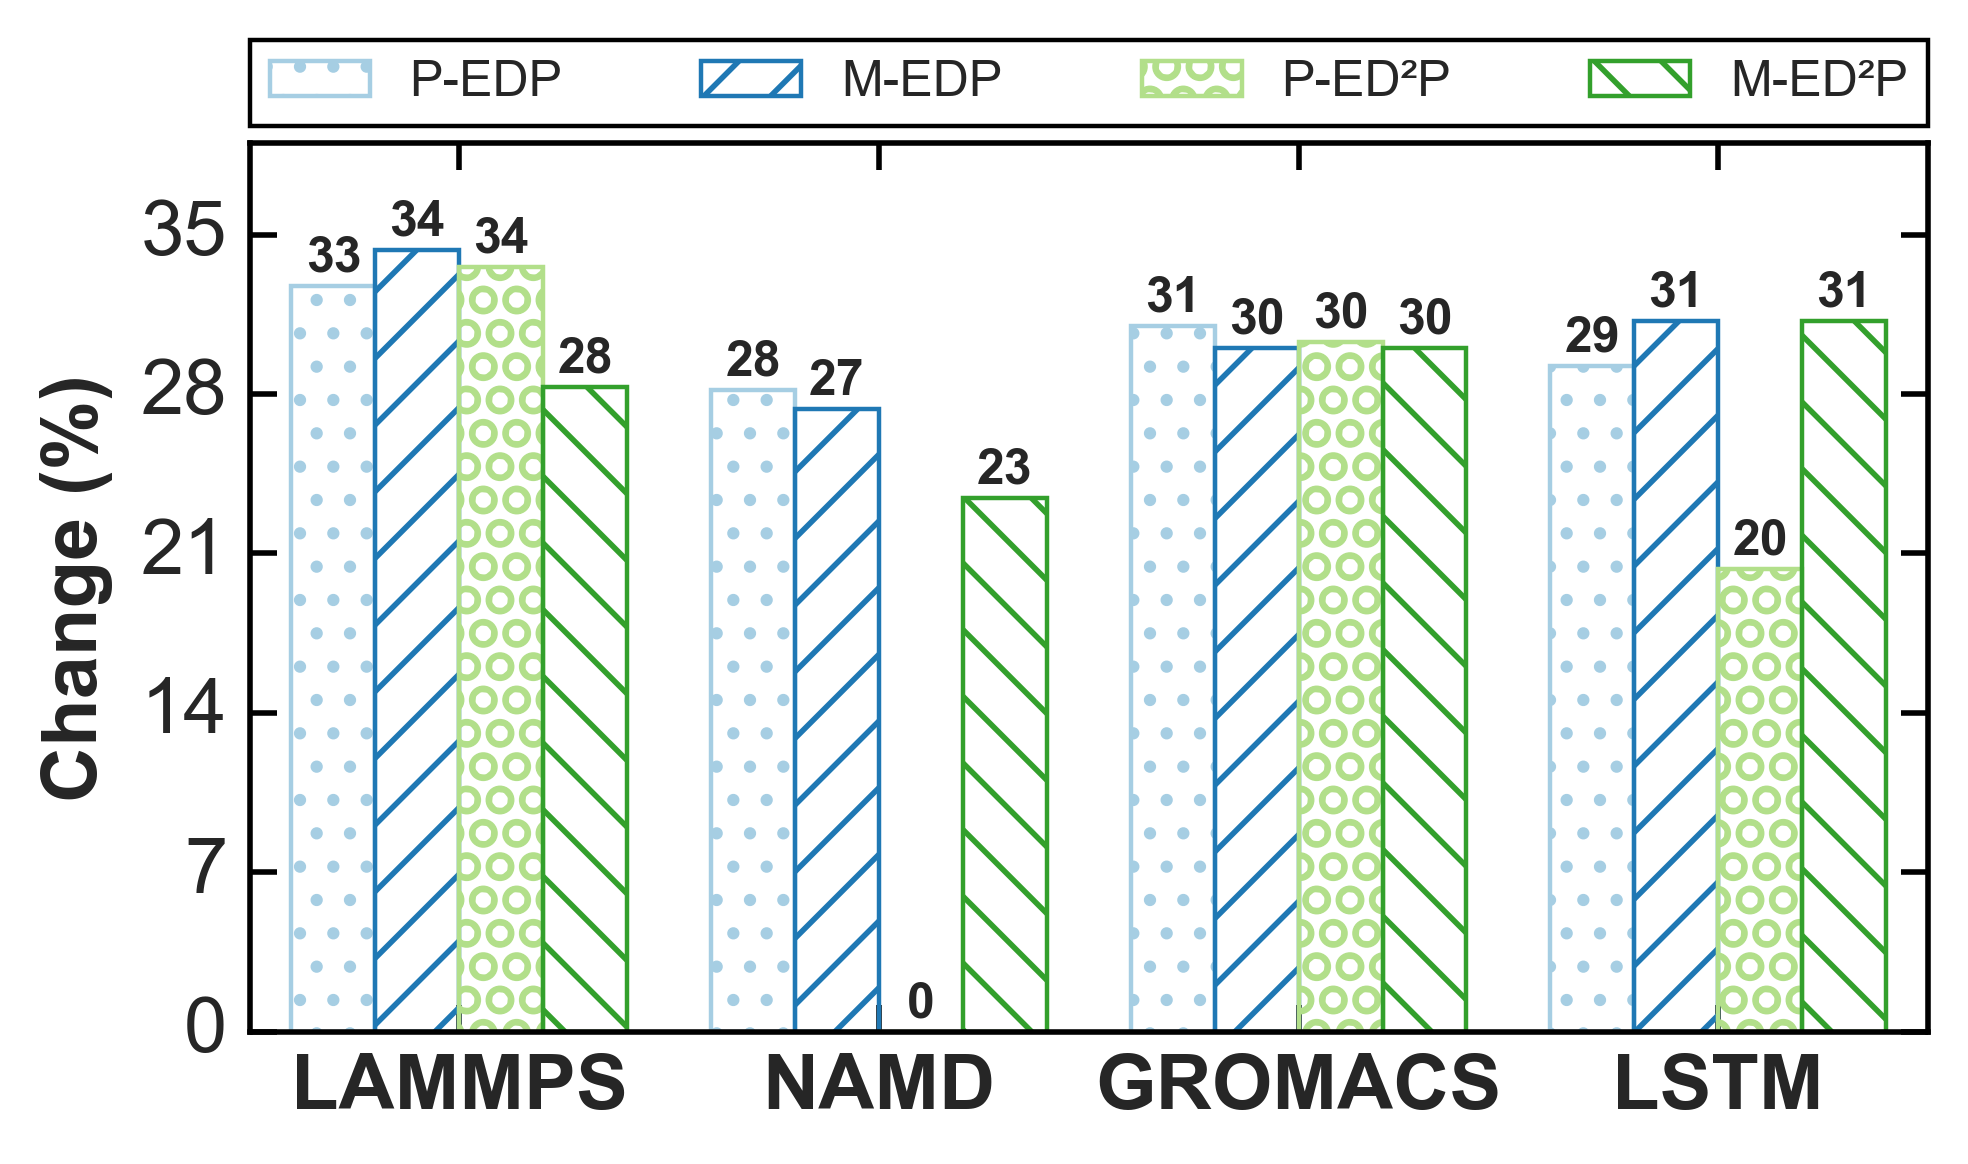 P-EDP M-EDP P-ED²P M-ED²P
Change (%)
35
28
21
14
7
0
33 34 34 28
28 27 0 23
31 30 30 30
29 31 20 31
LAMMPS NAMD GROMACS LSTM